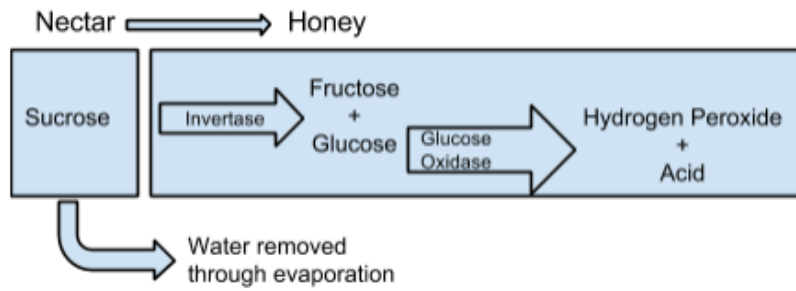 Nectar
Honey
Sucrose
Invertase
Fructose
+
Glucose
Glucose
Oxidase
Hydrogen Peroxide
+
Acid
Water removed
through evaporation